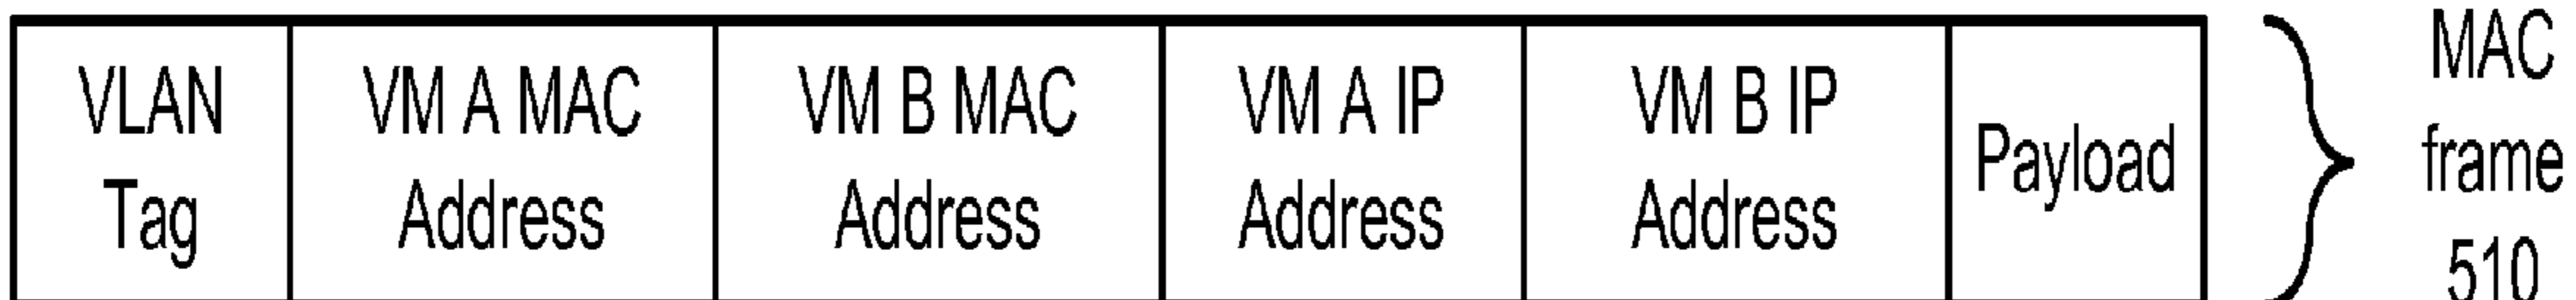 VLAN Tag
VM A MAC Address
VM B MAC Address
VM A IP Address
VM B IP Address
Payload
MAC frame 510